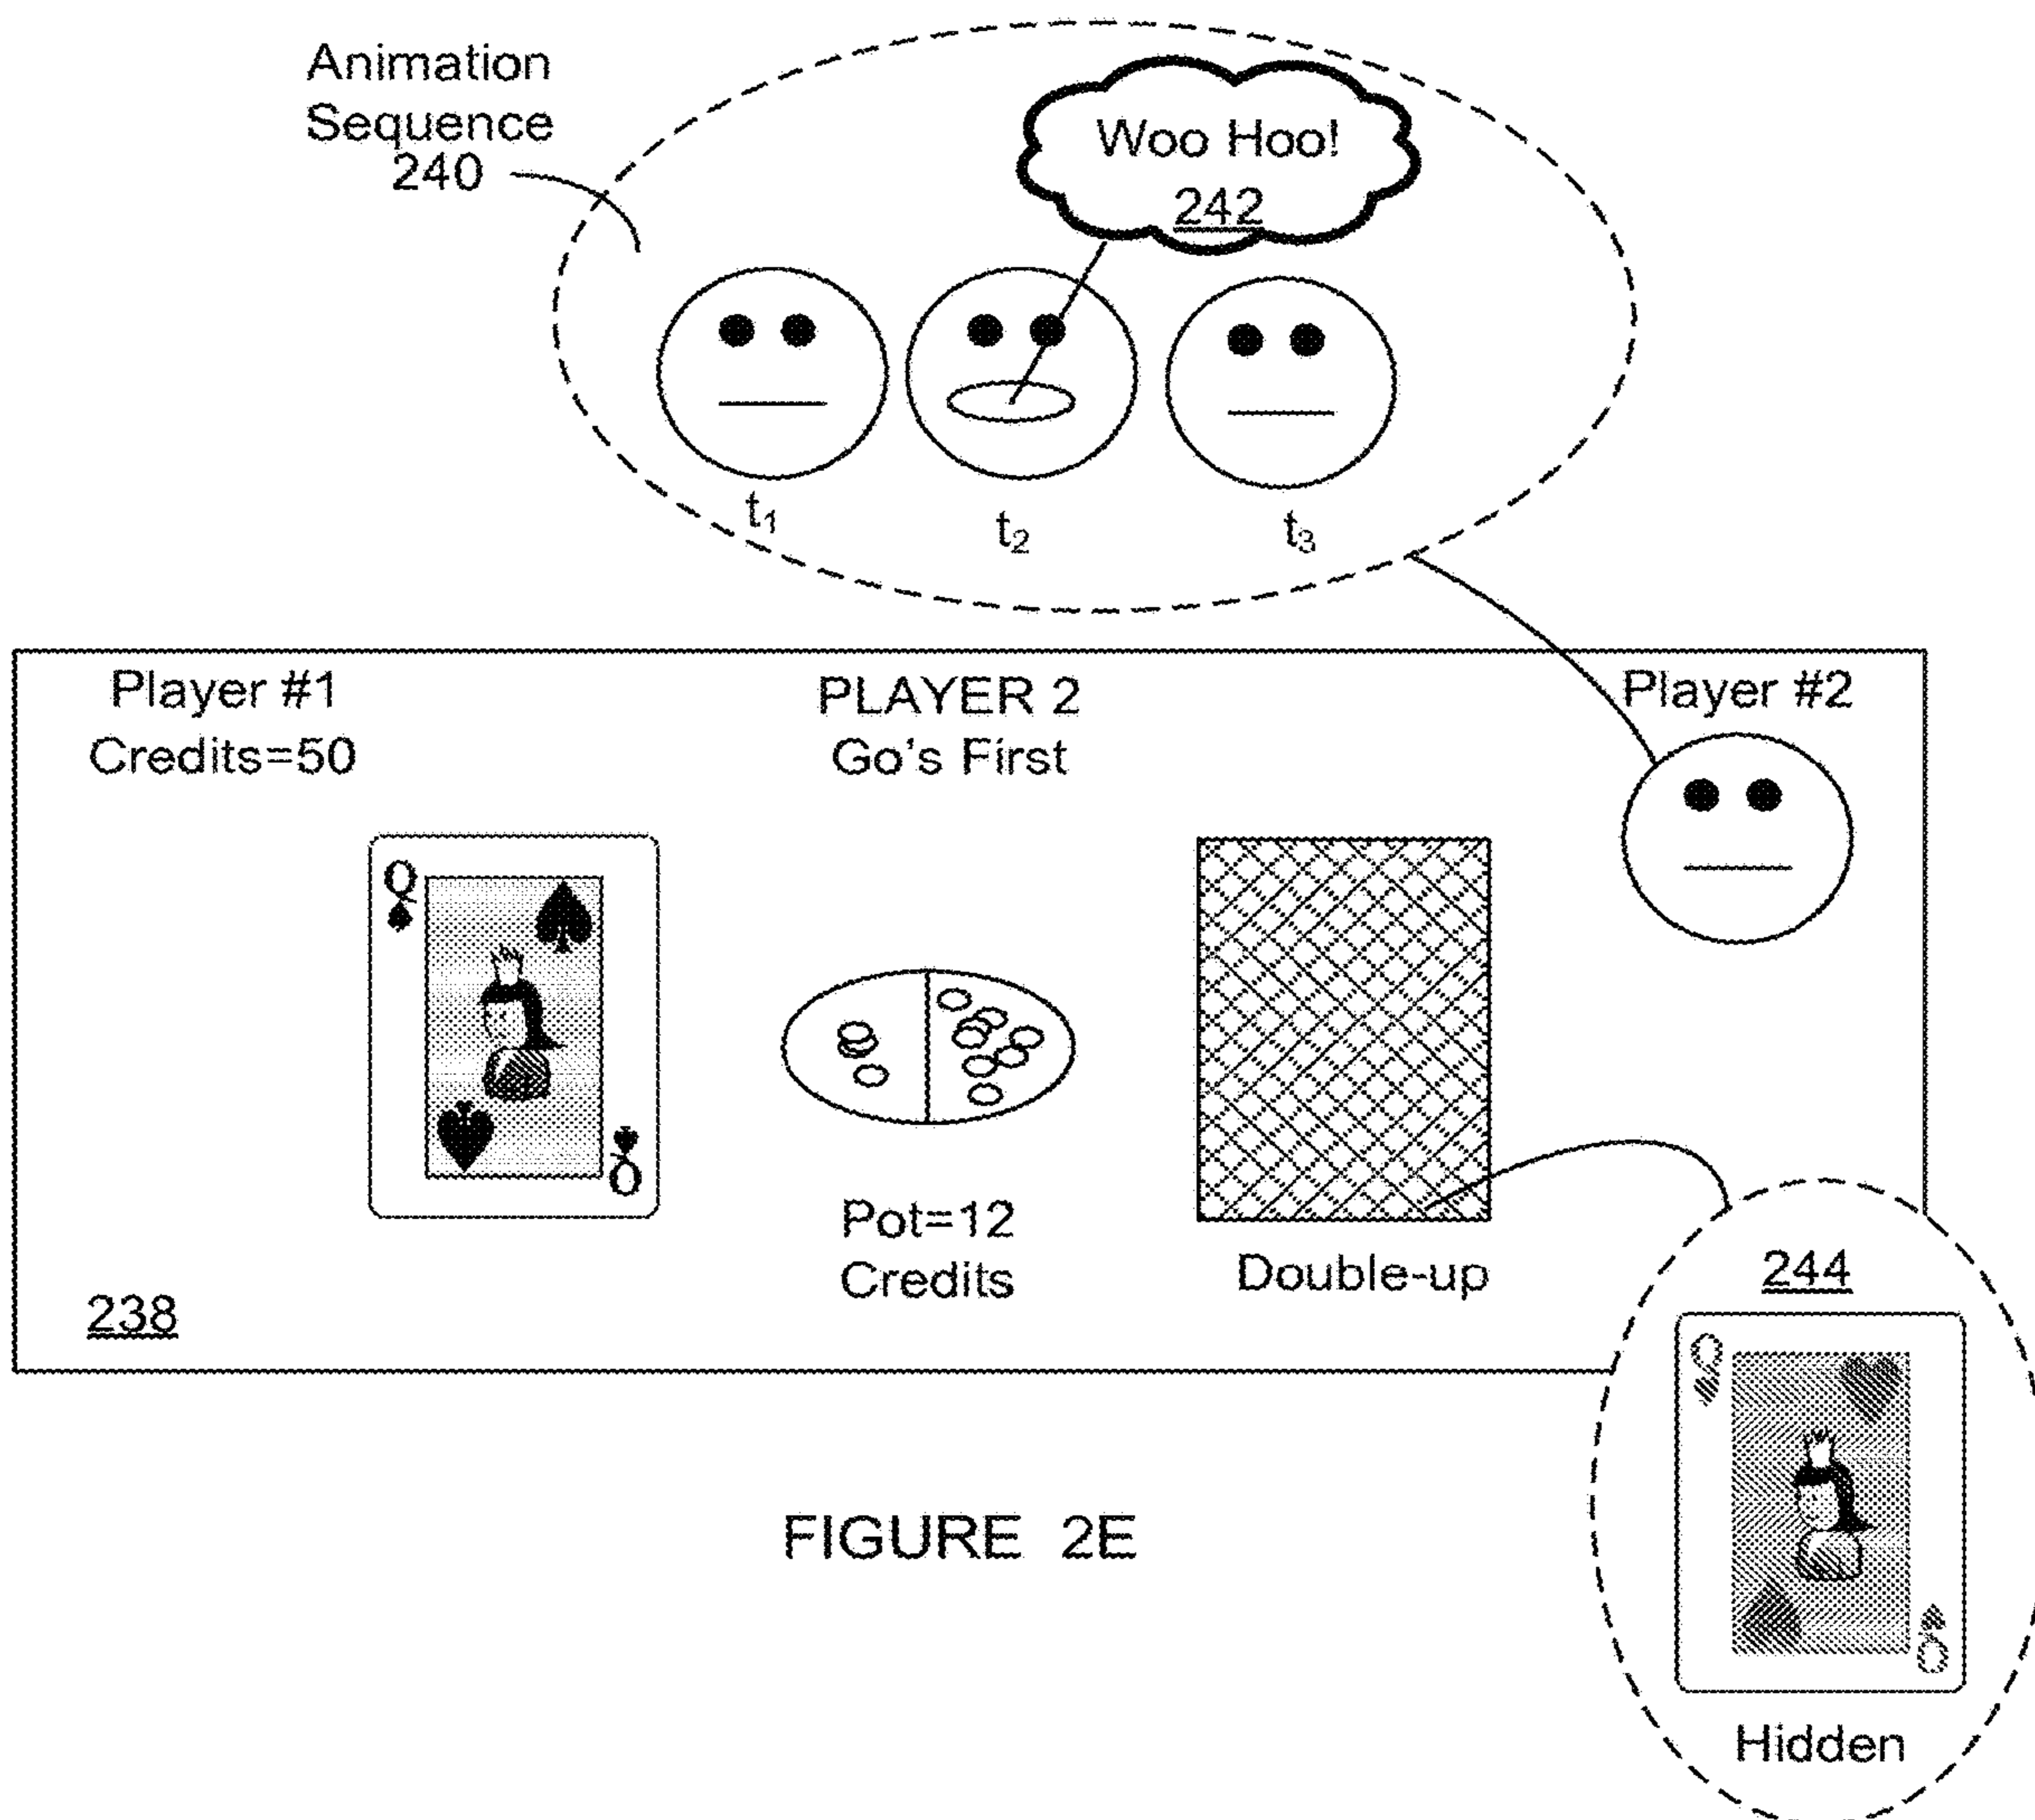 Animation
Sequence
240
Woo Hoo!
242
t1
t2
t3
Player #1
Credits=50
PLAYER 2
Go's First
Player #2
Q
Q
Pot=12
Credits
Double-up
238
244
Q
Q
Hidden
FIGURE 2E